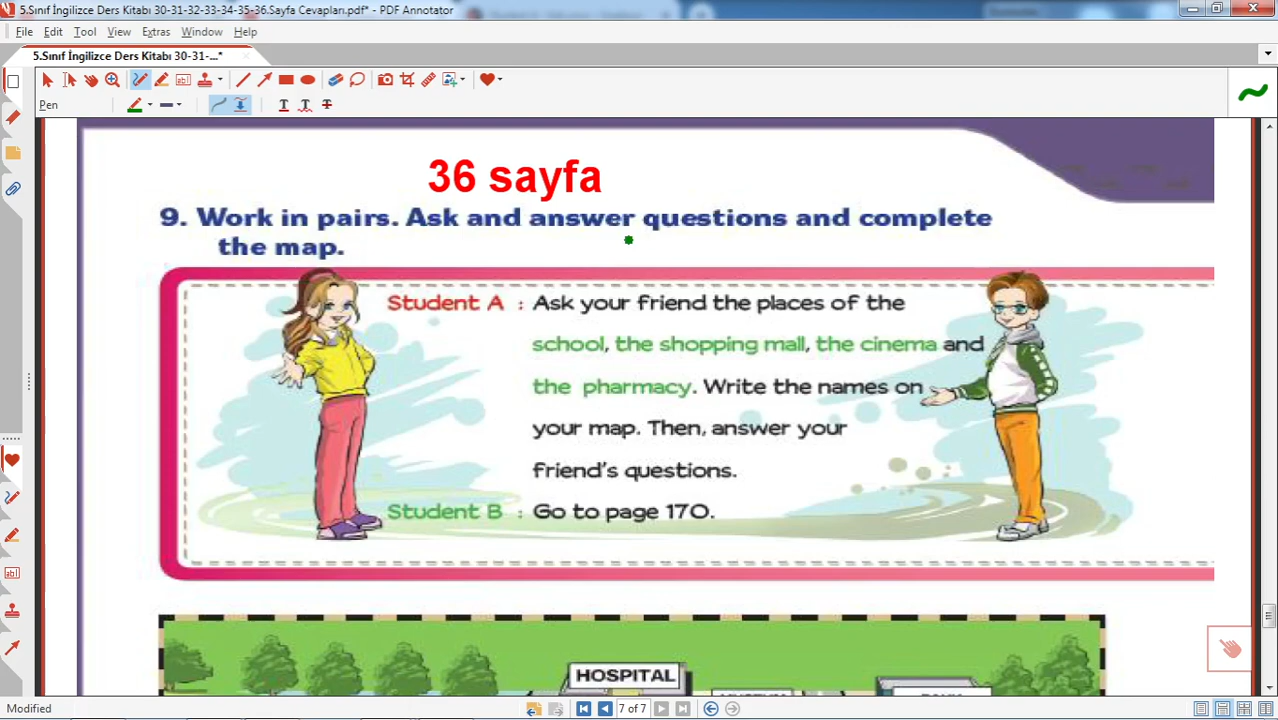 5.Sınıf İngilizce Ders Kitabı 30-31-32-33-34-35-36.Sayfa Cevapları.pdf* - PDF Annotator
File Edit Tool View Extras Window Help
5.Sınıf İngilizce Ders Kitabı 30-31-...*
Pen
36 sayfa
9. Work in pairs. Ask and answer questions and complete
the map.
Student A : Ask your friend the places of the
school, the shopping mall, the cinema and
the pharmacy. Write the names on
your map. Then, answer your
friend's questions.
Student B : Go to page 170.
HOSPITAL
Modified
7 of 7